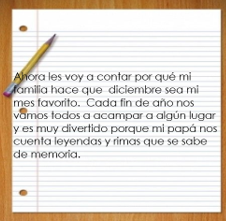 Ahora les voy a contar por qué mi
familia hace que diciembre sea mi
mes favorito. Cada fin de año nos
vamos todos a acampar a algún lugar
y es muy divertido porque mi papá nos
cuenta leyendas y rimas que se sabe
de memoria.